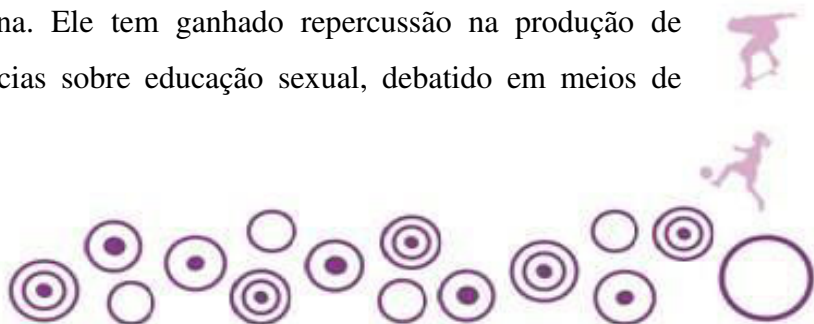 na. Ele tem ganhado repercussão na produção de
cias sobre educação sexual, debatido em meios de